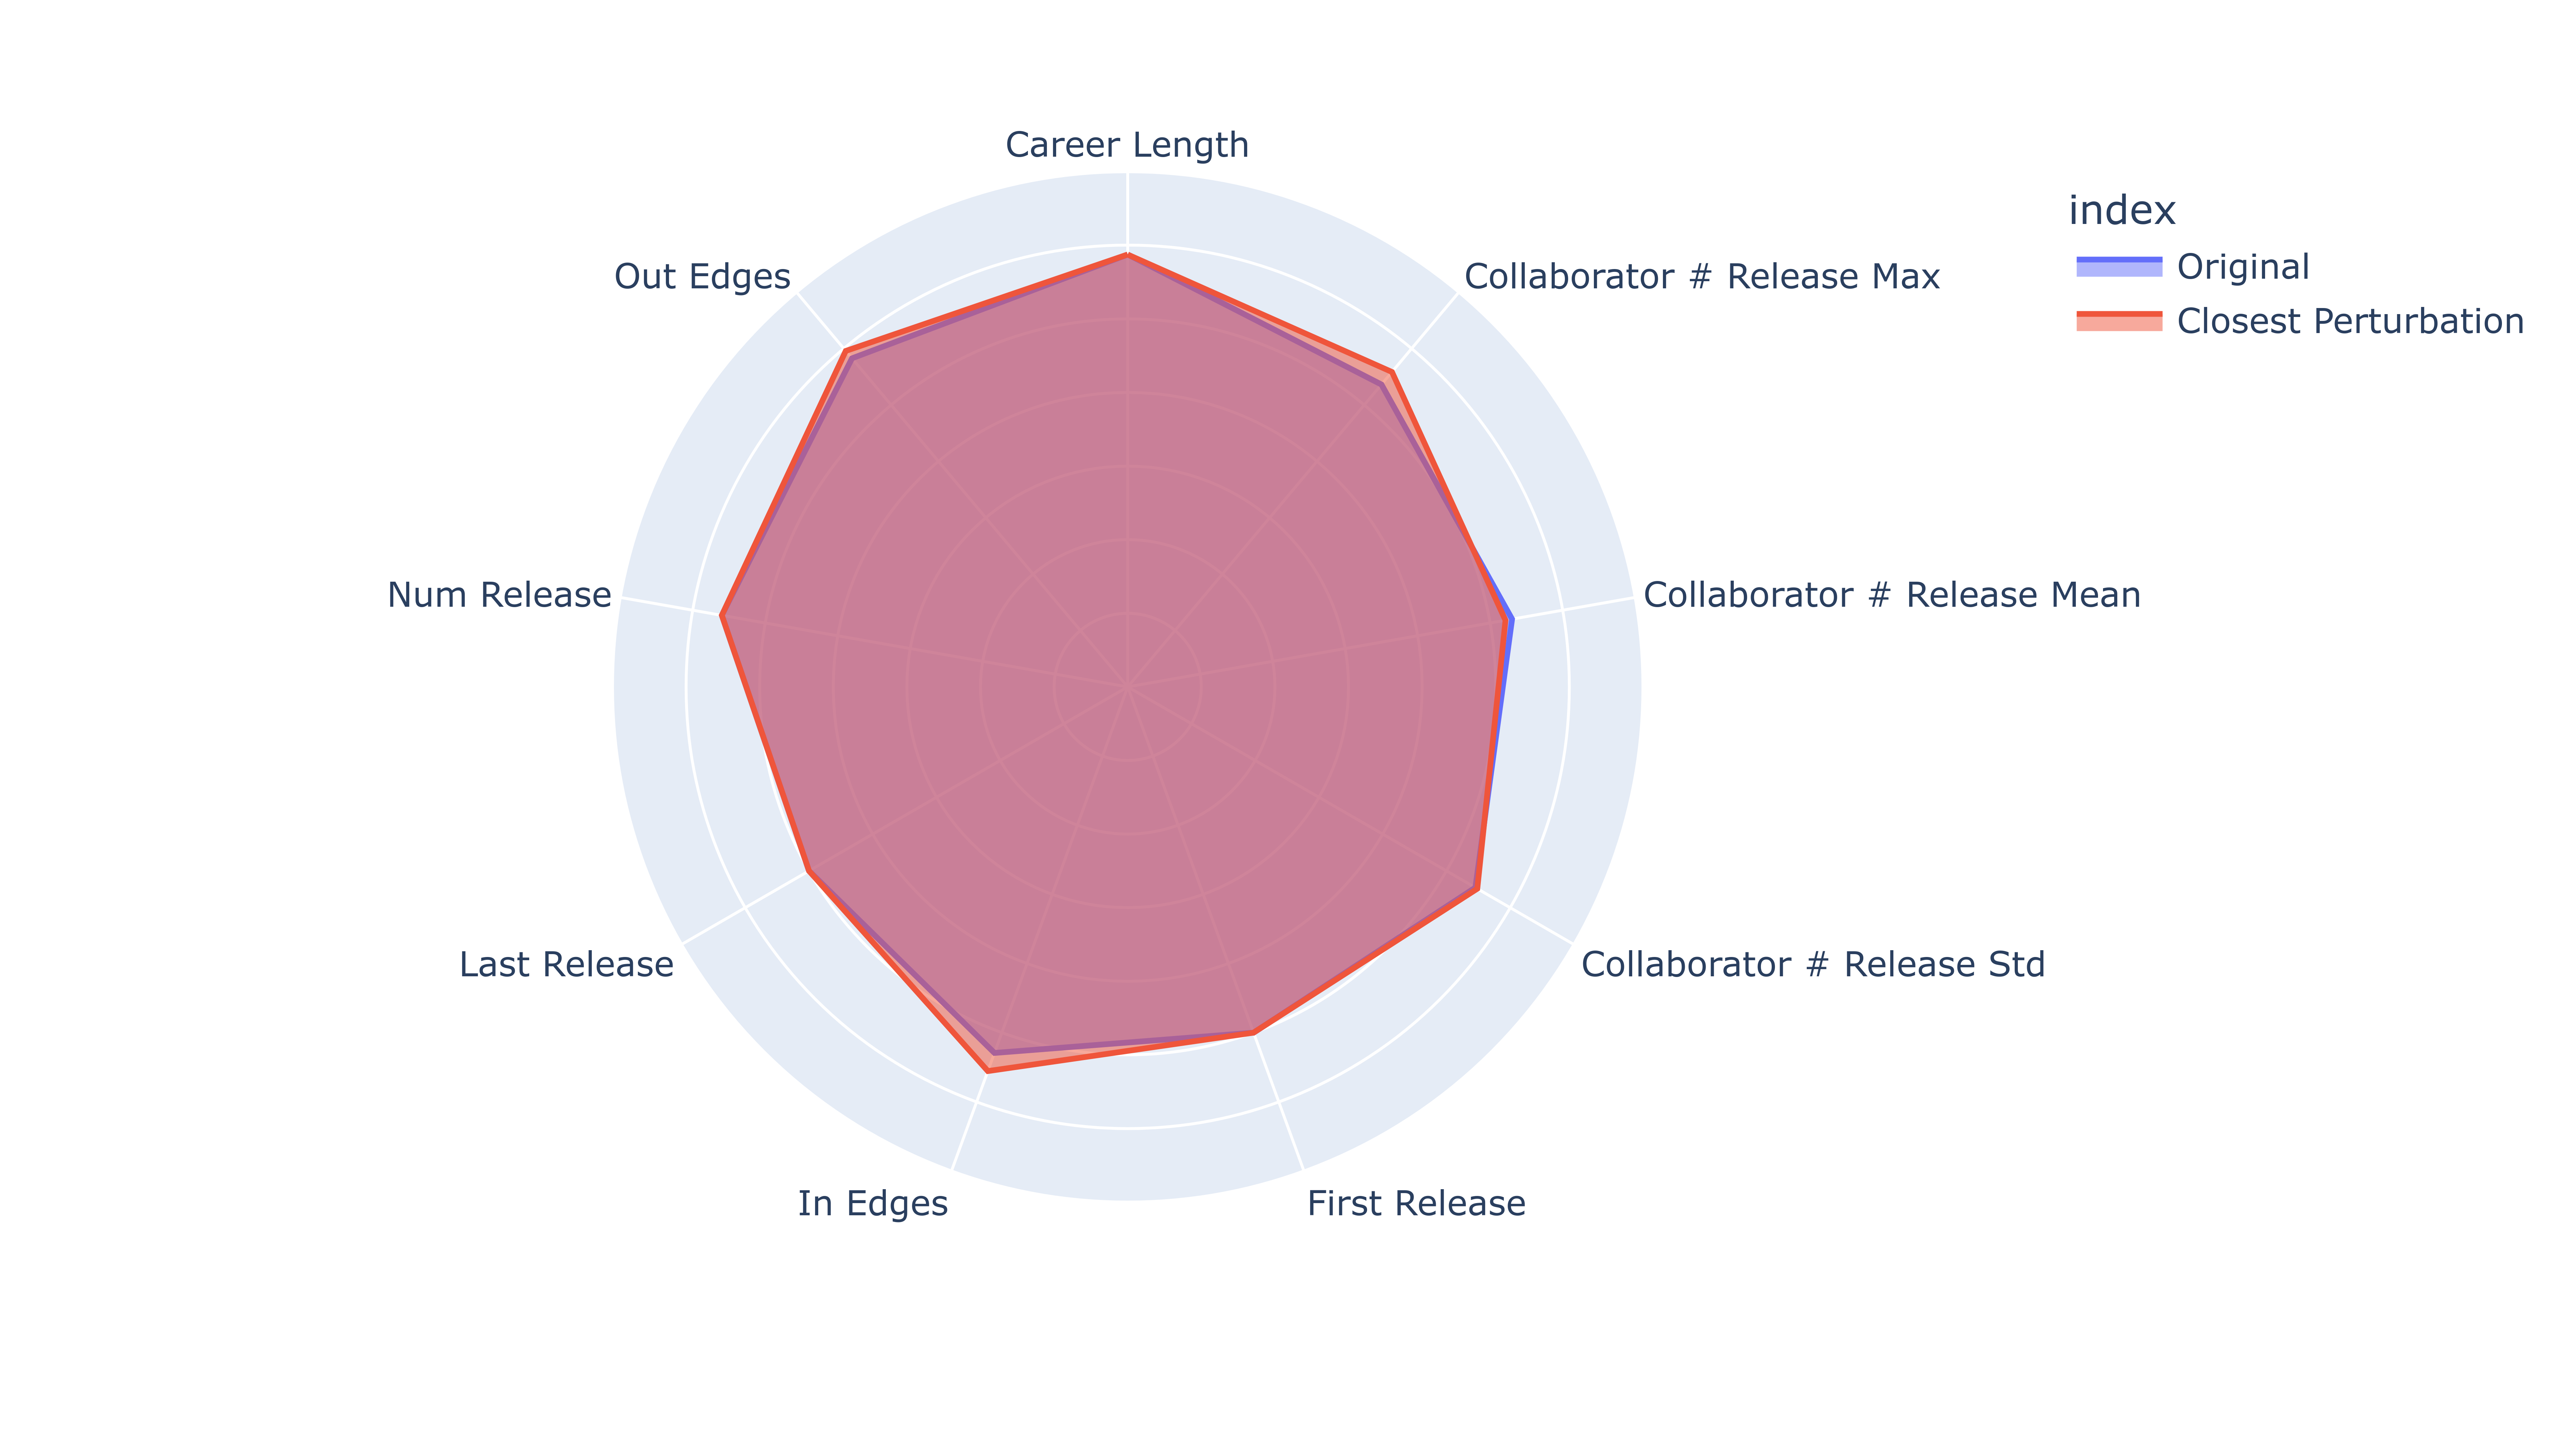 Career Length
Out Edges
Collaborator # Release Max
index
Original
Closest Perturbation
Num Release
Collaborator # Release Mean
Last Release
Collaborator # Release Std
In Edges
First Release